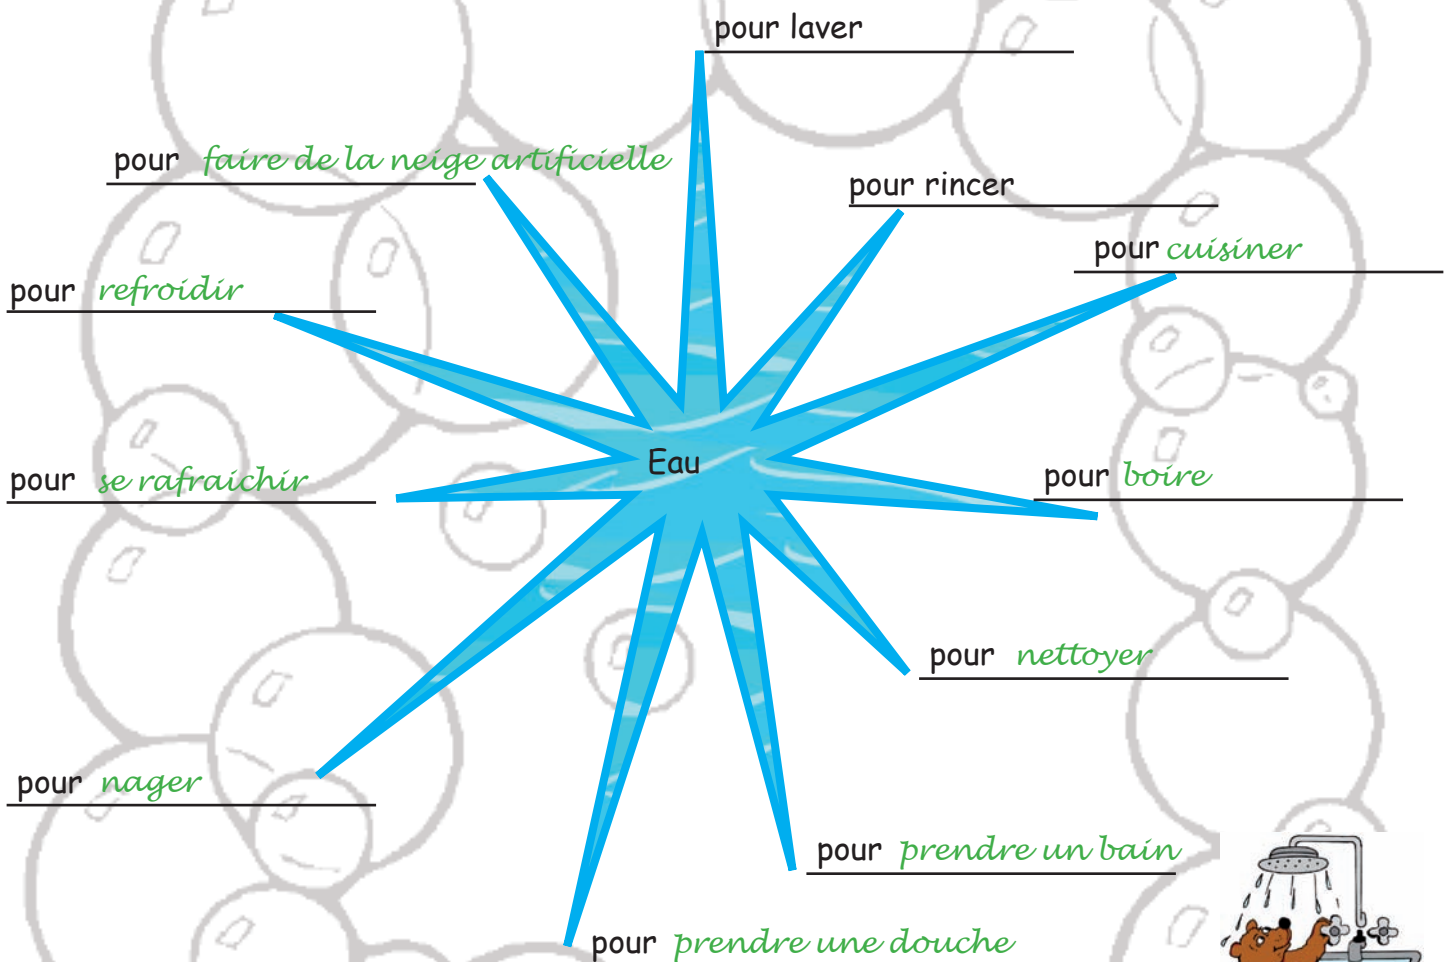 pour laver
pour faire de la neige artificielle
pour rincer
pour cuisiner
pour refroidir
Eau
pour se rafraichir
pour boire
pour nettoyer
pour nager
pour prendre un bain
pour prendre une douche